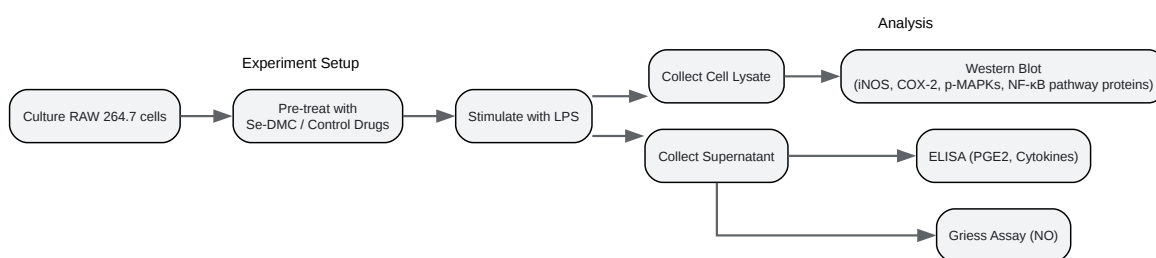 Analysis
Experiment Setup
Culture RAW 264.7 cells
Pre-treat with
Se-DMC / Control Drugs
Stimulate with LPS
Collect Cell Lysate
Western Blot
(iNOS, COX-2, p-MAPKs, NF-κB pathway proteins)
Collect Supernatant
ELISA (PGE2, Cytokines)
Griess Assay (NO)